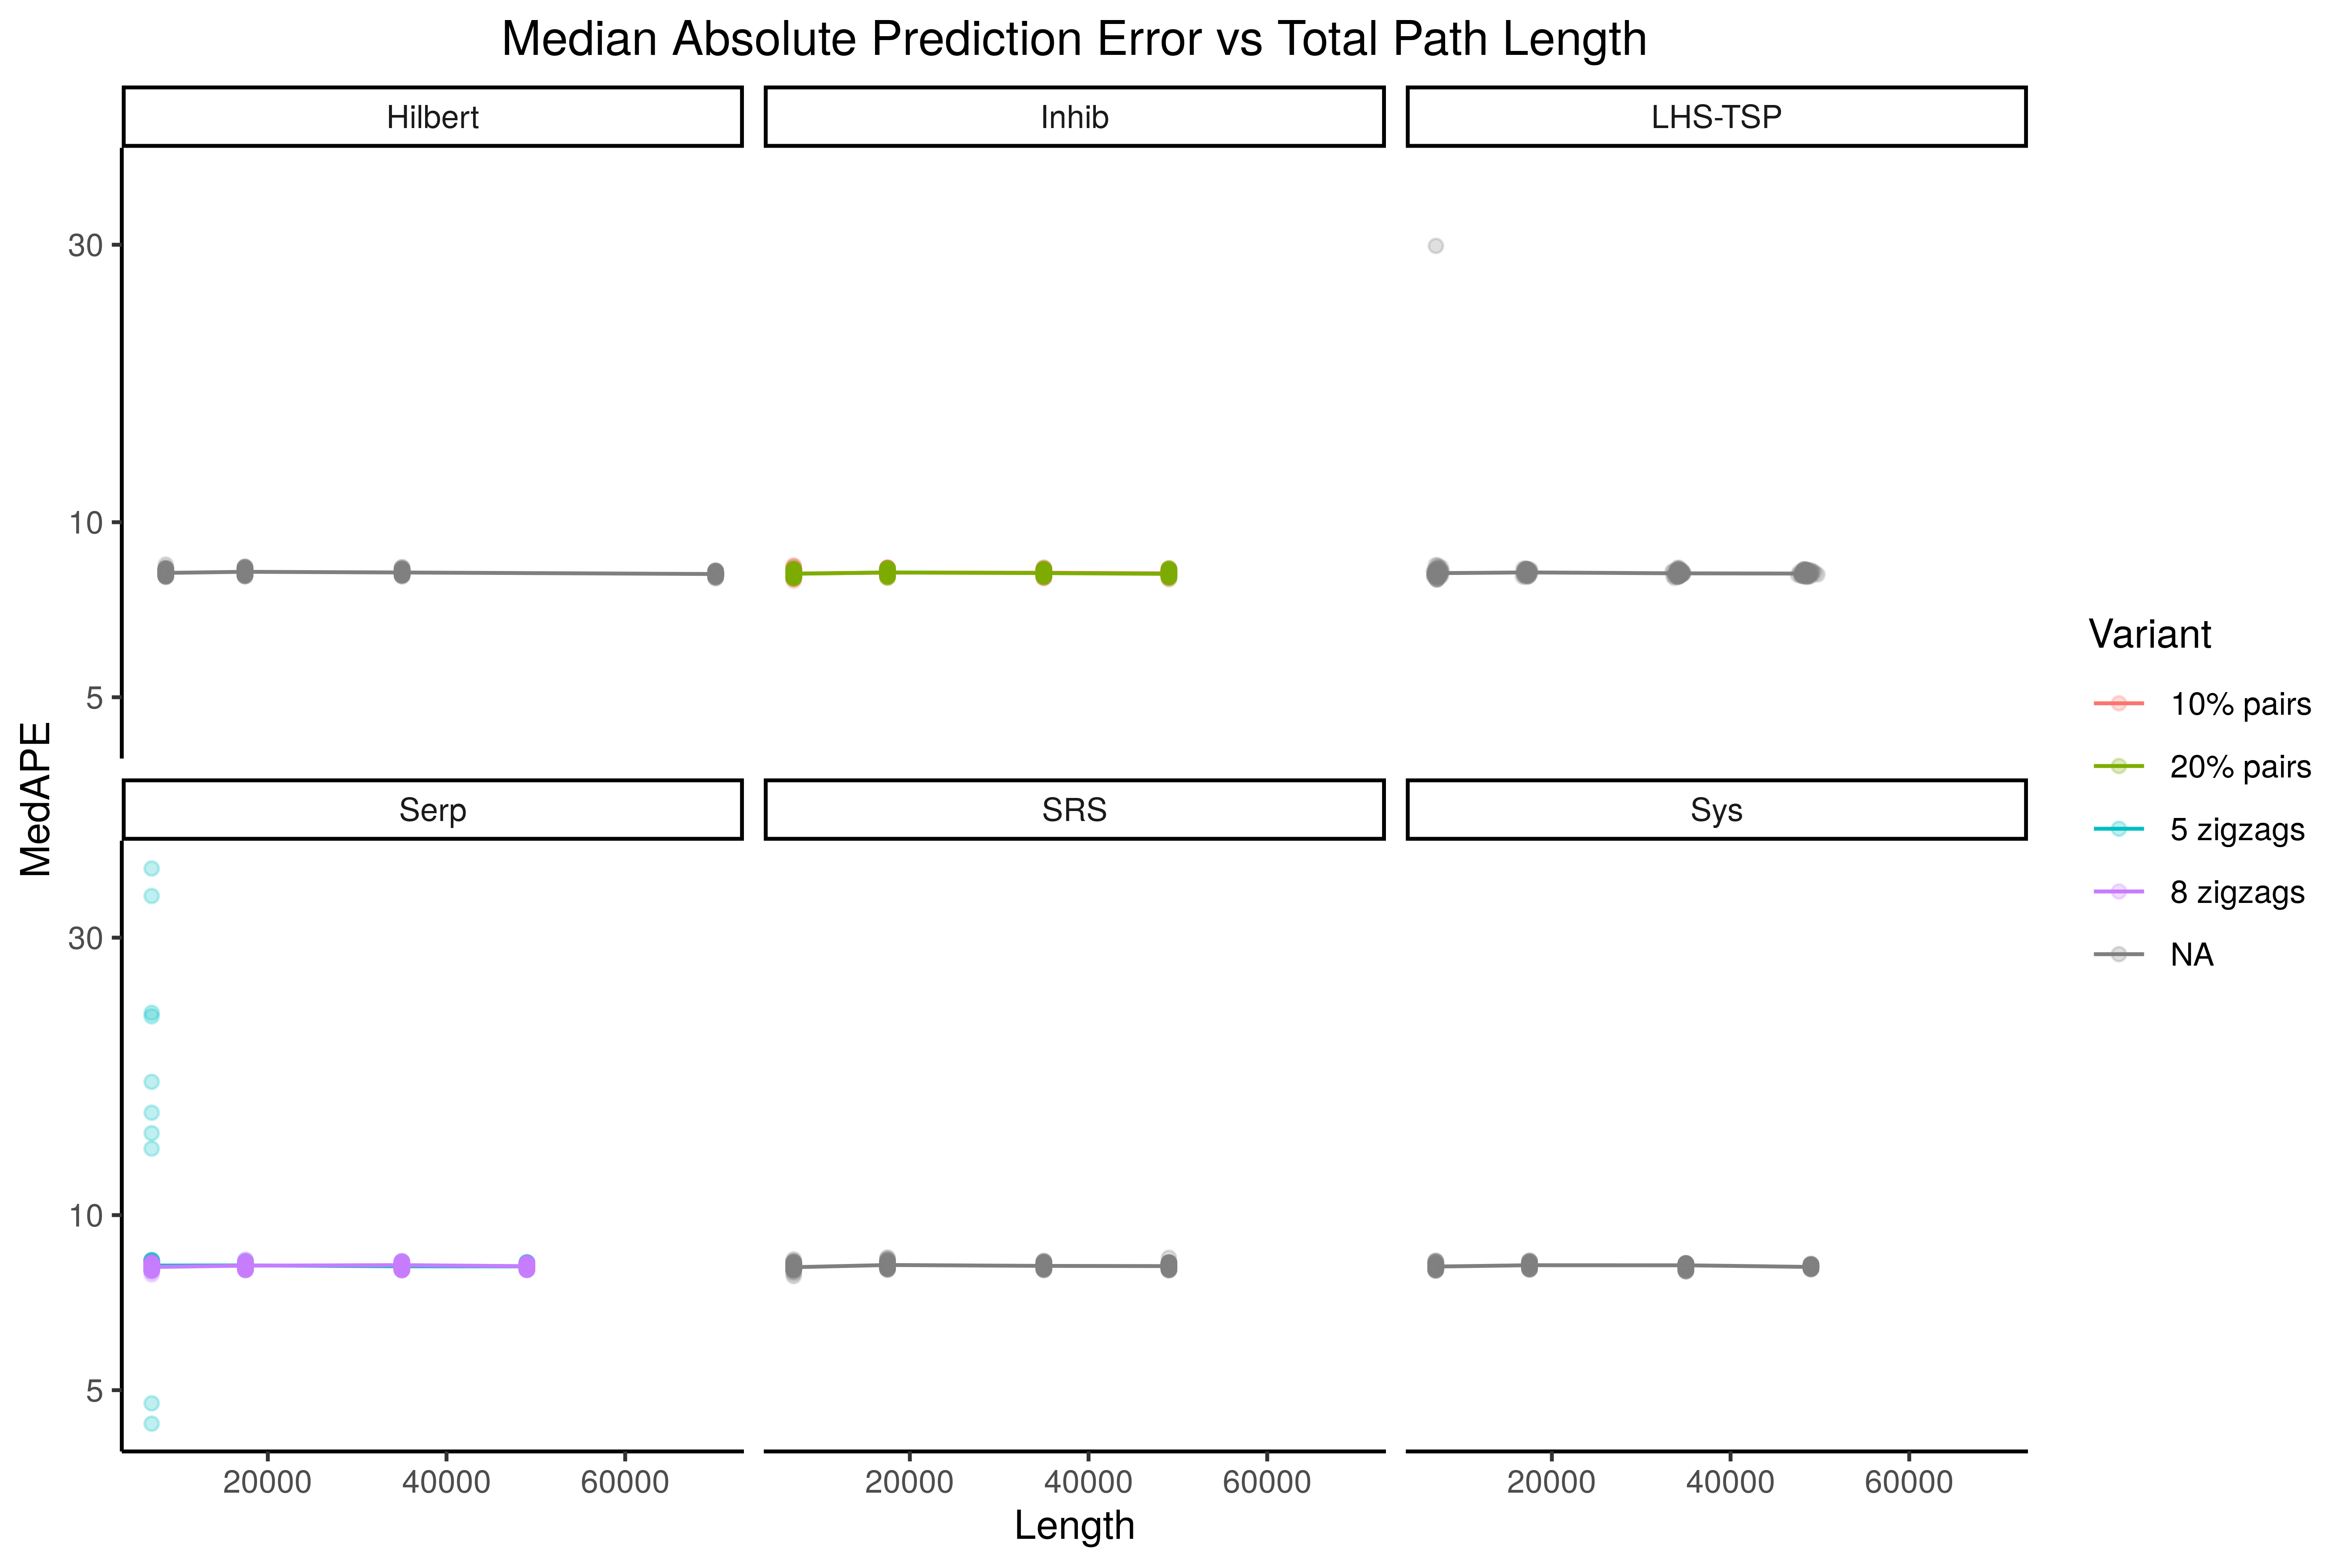 Median Absolute Prediction Error vs Total Path Length
Hilbert
Inhib
LHS-TSP
30
10
5
MedAPE
Serp
SRS
Sys
30
10
5
20000 40000 60000
20000 40000 60000
20000 40000 60000
Length
Variant
10% pairs
20% pairs
5 zigzags
8 zigzags
NA